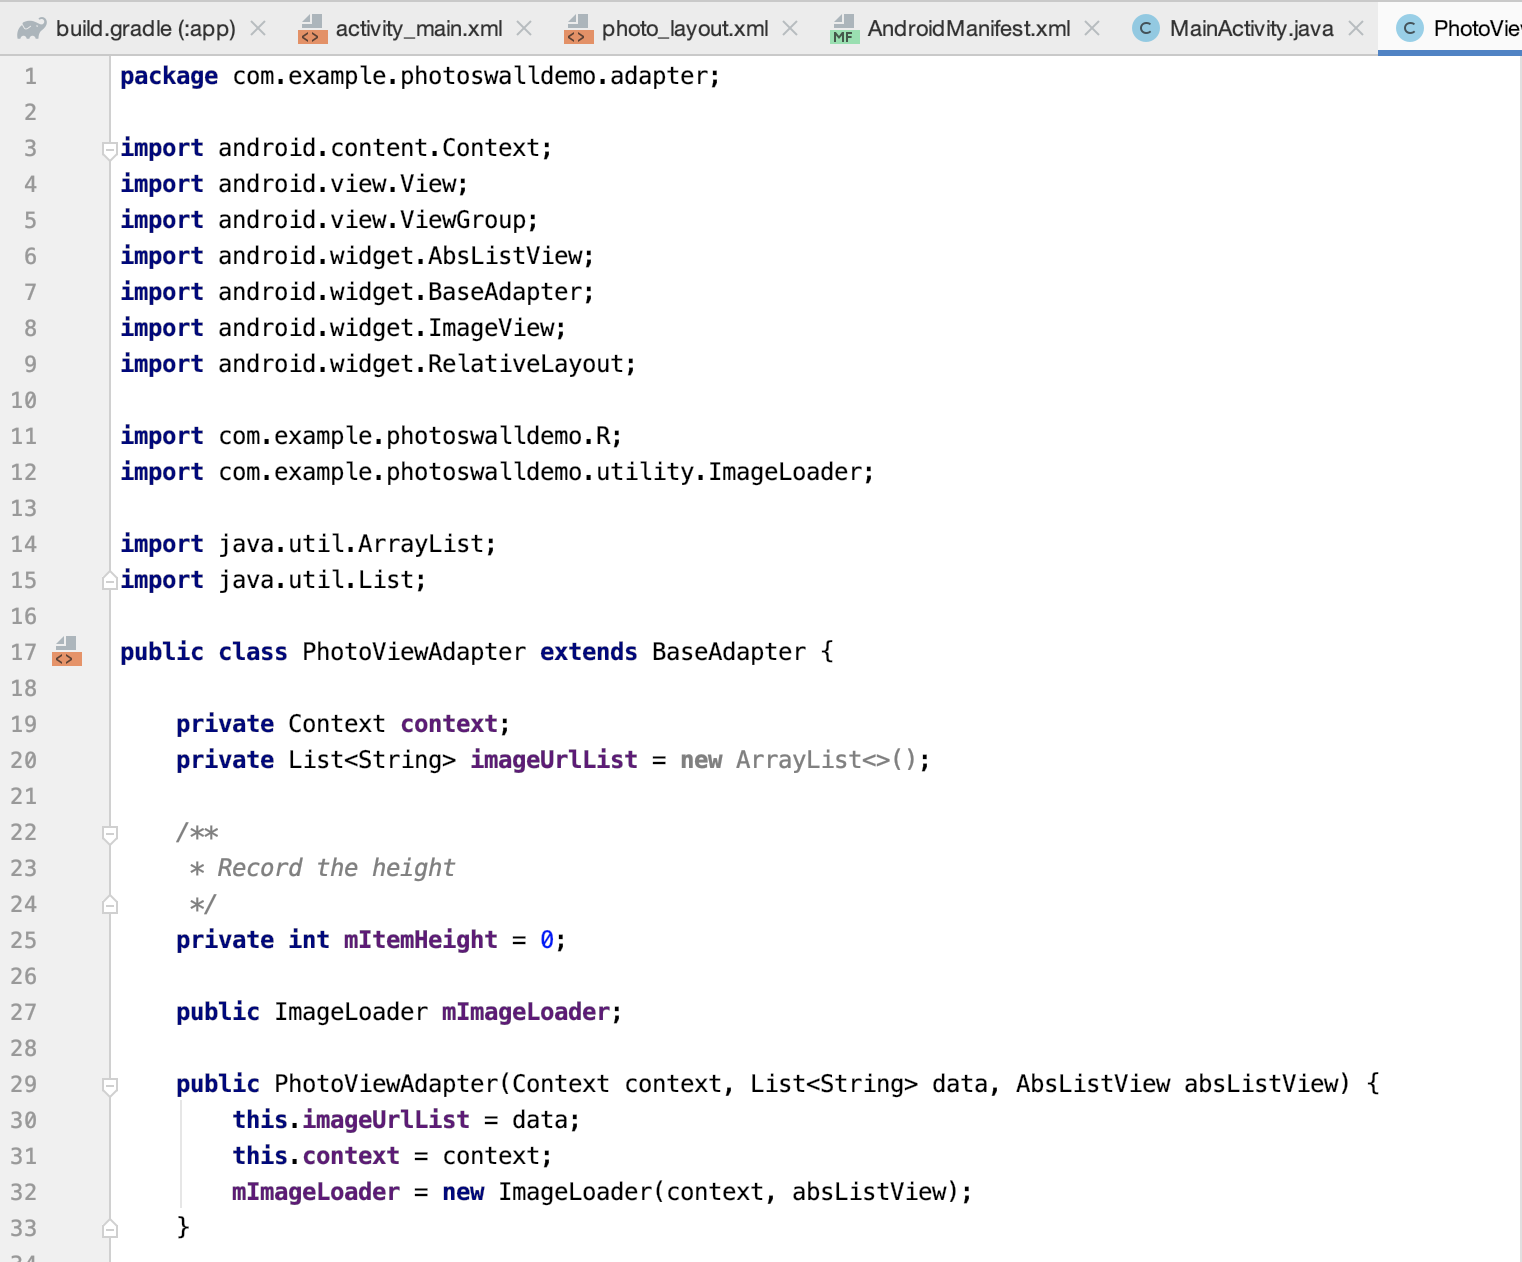 build.gradle (:app) activity_main.xml photo_layout.xml MF AndroidManifest.xml C MainActivity.java C PhotoVie
1 package com.example.photoswalldemo.adapter;
2
3 import android.content.Context;
4 import android.view.View;
5 import android.view.ViewGroup;
6 import android.widget.AbsListView;
7 import android.widget.BaseAdapter;
8 import android.widget.ImageView;
9 import android.widget.RelativeLayout;
10
11 import com.example.photoswalldemo.R;
12 import com.example.photoswalldemo.utility.ImageLoader;
13
14 import java.util.ArrayList;
15 import java.util.List;
16
17 public class PhotoViewAdapter extends BaseAdapter {
18
19 private Context context;
20 private List<String> imageUrlList = new ArrayList<>();
21
22 /**
23 * Record the height
24 */
25 private int mItemHeight = 0;
26
27 public ImageLoader mImageLoader;
28
29 public PhotoViewAdapter(Context context, List<String> data, AbsListView absListView) {
30 this.imageUrlList = data;
31 this.context = context;
32 mImageLoader = new ImageLoader(context, absListView);
33 }